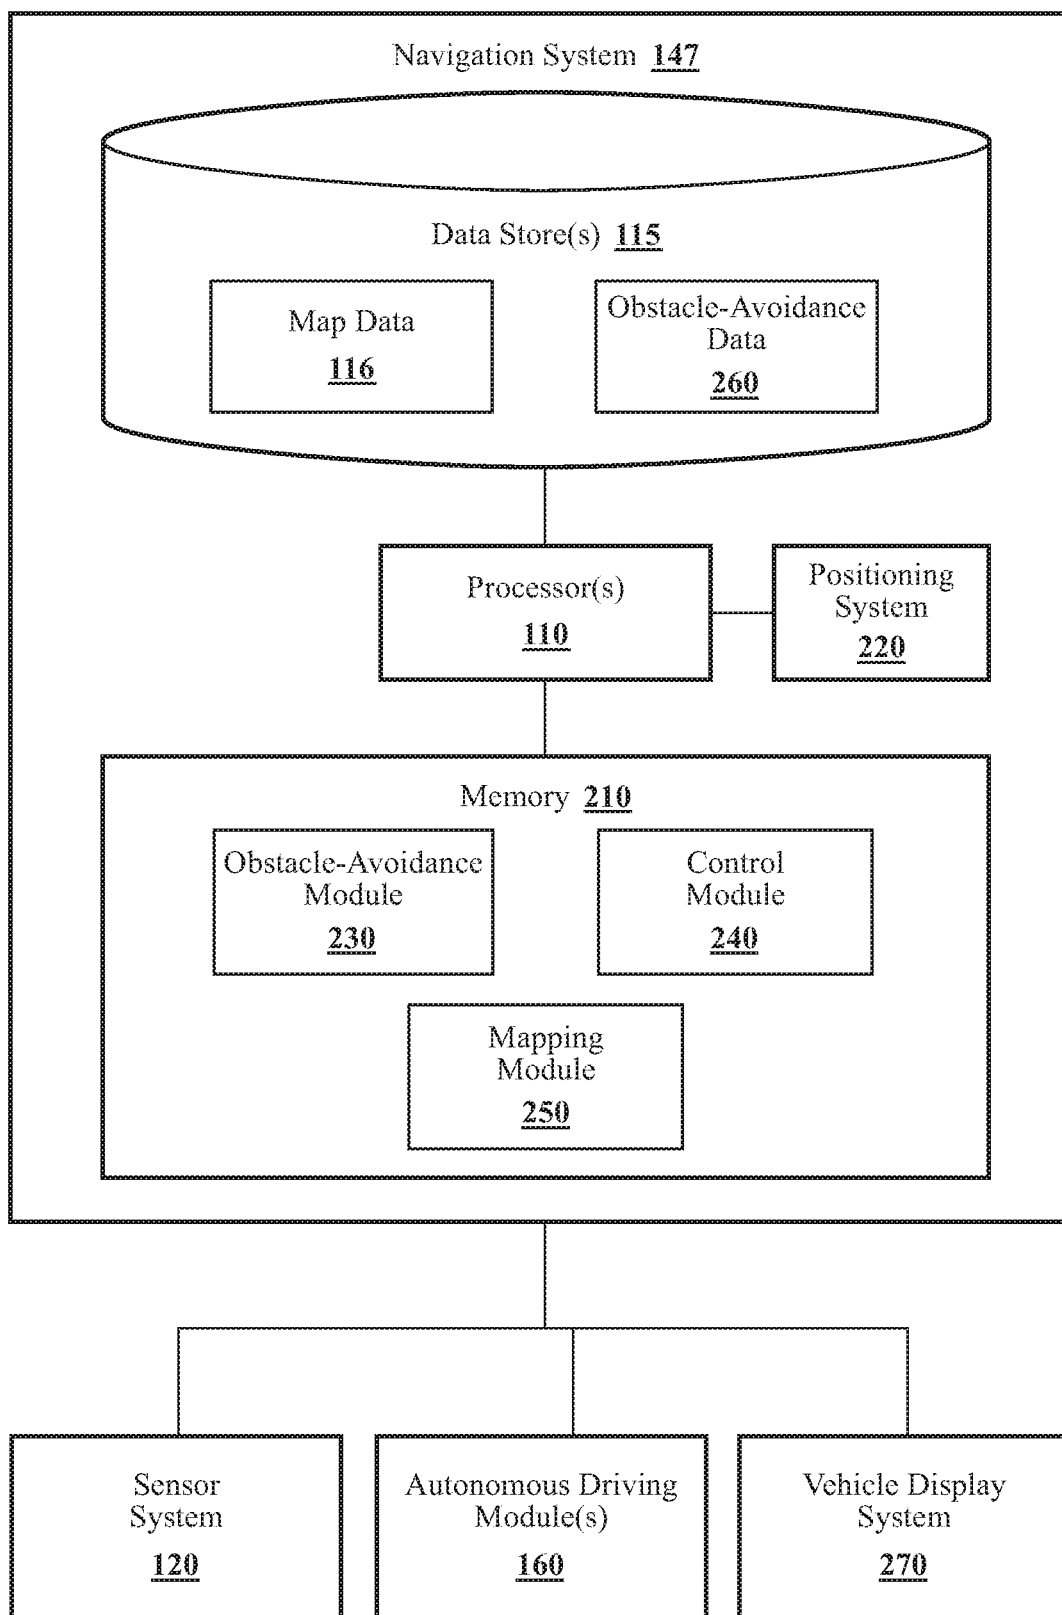 Navigation System 147
Data Store(s) 115
Map Data
116
Obstacle-Avoidance
Data
260
Processor(s)
110
Positioning
System
220
Memory 210
Obstacle-Avoidance
Module
230
Control
Module
240
Mapping
Module
250
Sensor
System
120
Autonomous Driving
Module(s)
160
Vehicle Display
System
270